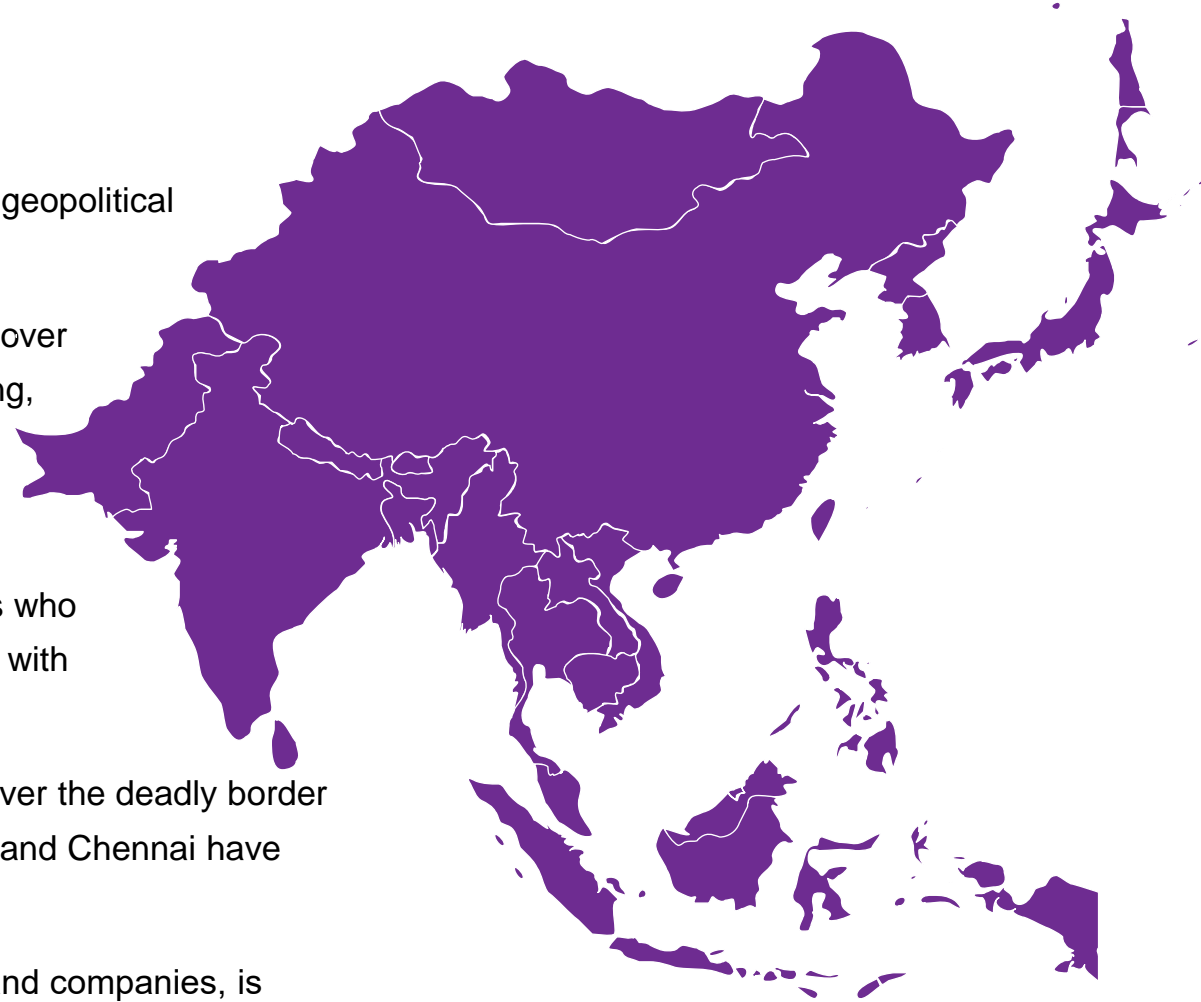 geopolitical
over
ng,
s who
with
ver the deadly border
and Chennai have
nd companies, is